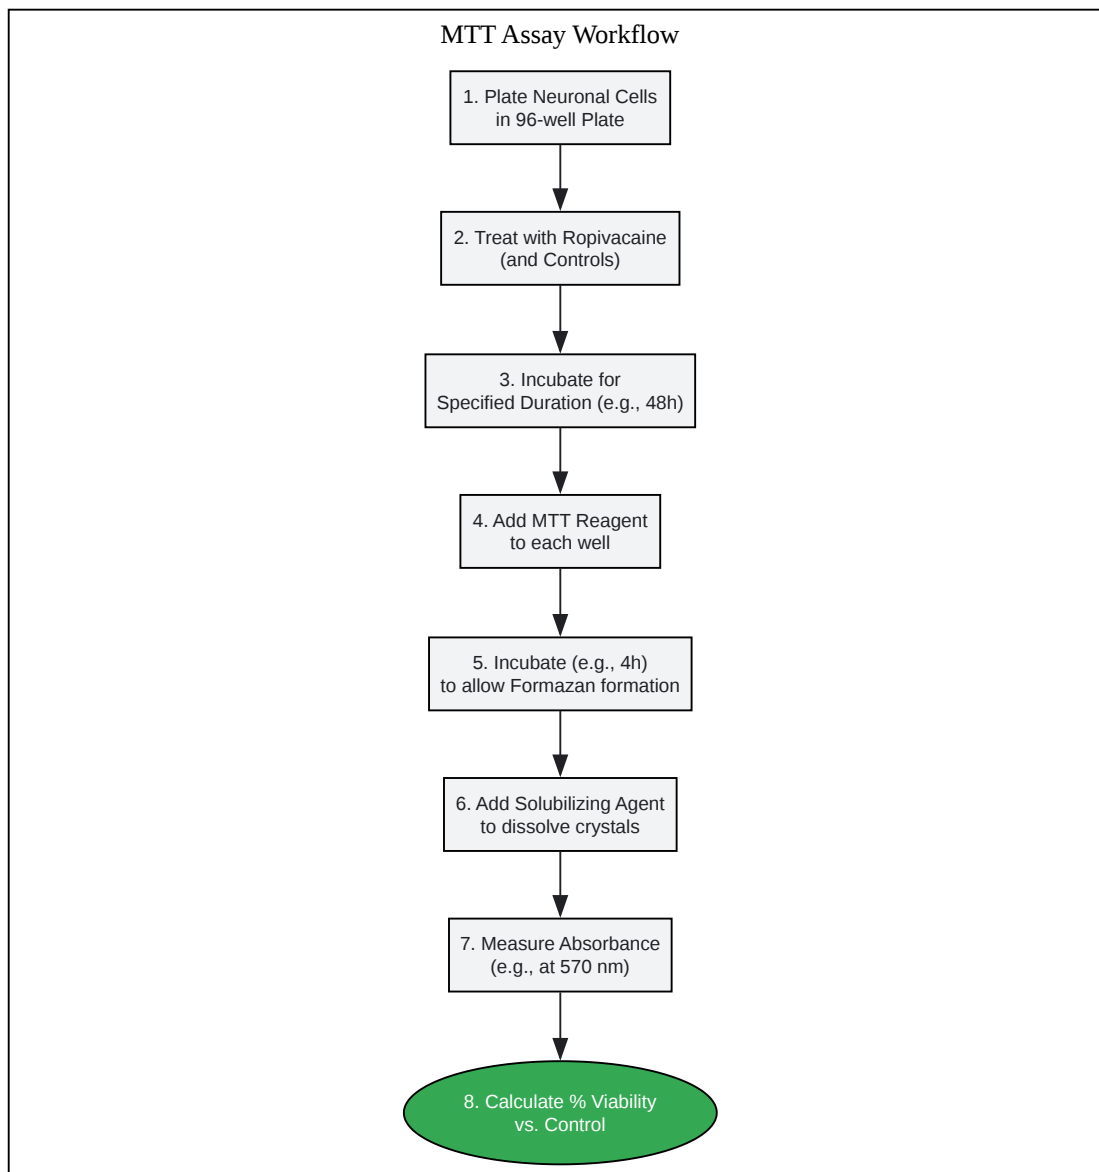 MTT Assay Workflow
1. Plate Neuronal Cells
in 96-well Plate
2. Treat with Ropivacaine
(and Controls)
3. Incubate for
Specified Duration (e.g., 48h)
4. Add MTT Reagent
to each well
5. Incubate (e.g., 4h)
to allow Formazan formation
6. Add Solubilizing Agent
to dissolve crystals
7. Measure Absorbance
(e.g., at 570 nm)
8. Calculate % Viability
vs. Control